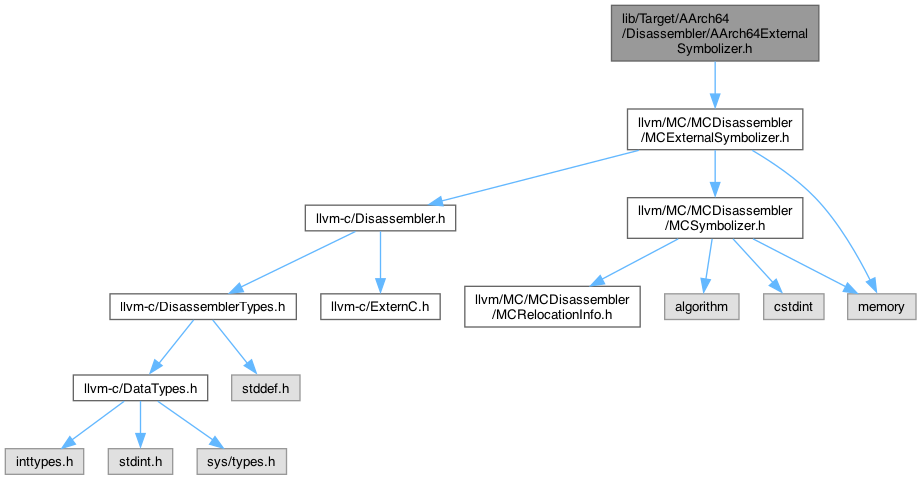 lib/Target/AArch64
/Disassembler/AArch64External
Symbolizer.h
llvm/MC/MCDisassembler
/MCExternalSymbolizer.h
llvm-c/Disassembler.h
llvm/MC/MCDisassembler
/MCSymbolizer.h
llvm-c/DisassemblerTypes.h
llvm-c/ExternC.h
llvm/MC/MCDisassembler
/MCRelocationInfo.h
algorithm
cstdint
memory
llvm-c/DataTypes.h
stddef.h
inttypes.h
stdint.h
sys/types.h